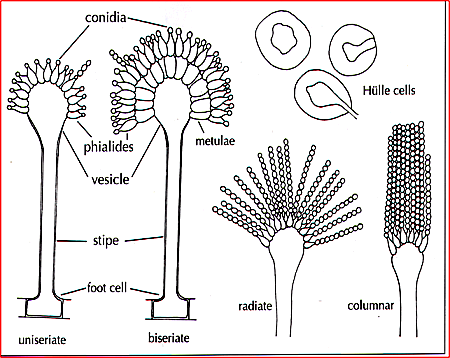 conidia
Hülle cells
phialides
metulae
vesicle
stipe
foot cell
radiate
columnar
uniseriate
biseriate